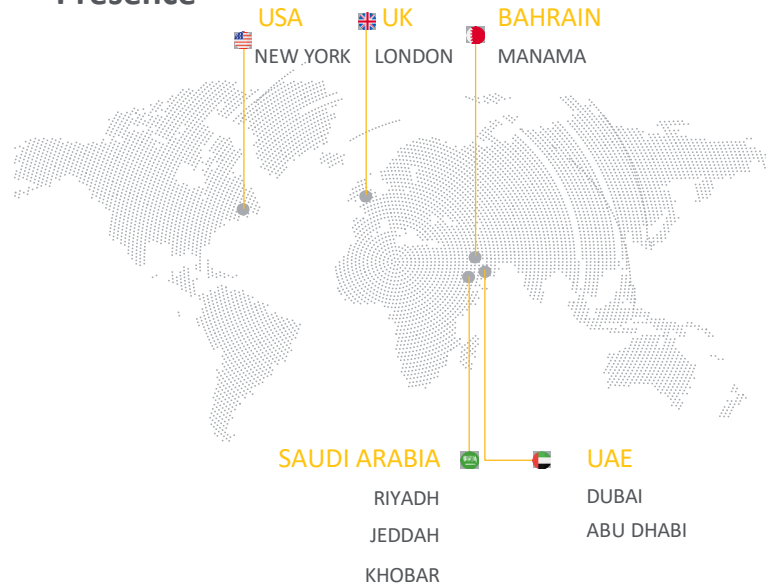 Presence
USA
NEW YORK
UK
LONDON
BAHRAIN
MANAMA
SAUDI ARABIA
RIYADH
JEDDAH
KHOBAR
UAE
DUBAI
ABU DHABI